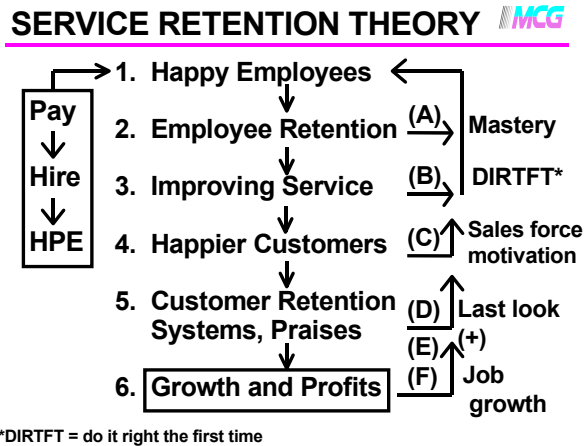 SERVICE RETENTION THEORY
MCG
1. Happy Employees
Pay
Hire
HPE
2. Employee Retention
(A)
Mastery
3. Improving Service
(B)
DIRTFT*
4. Happier Customers
(C)
Sales force
motivation
5. Customer Retention
Systems, Praises
(D)
Last look
(E)
(+)
6. Growth and Profits
(F)
Job
growth
*DIRTFT = do it right the first time